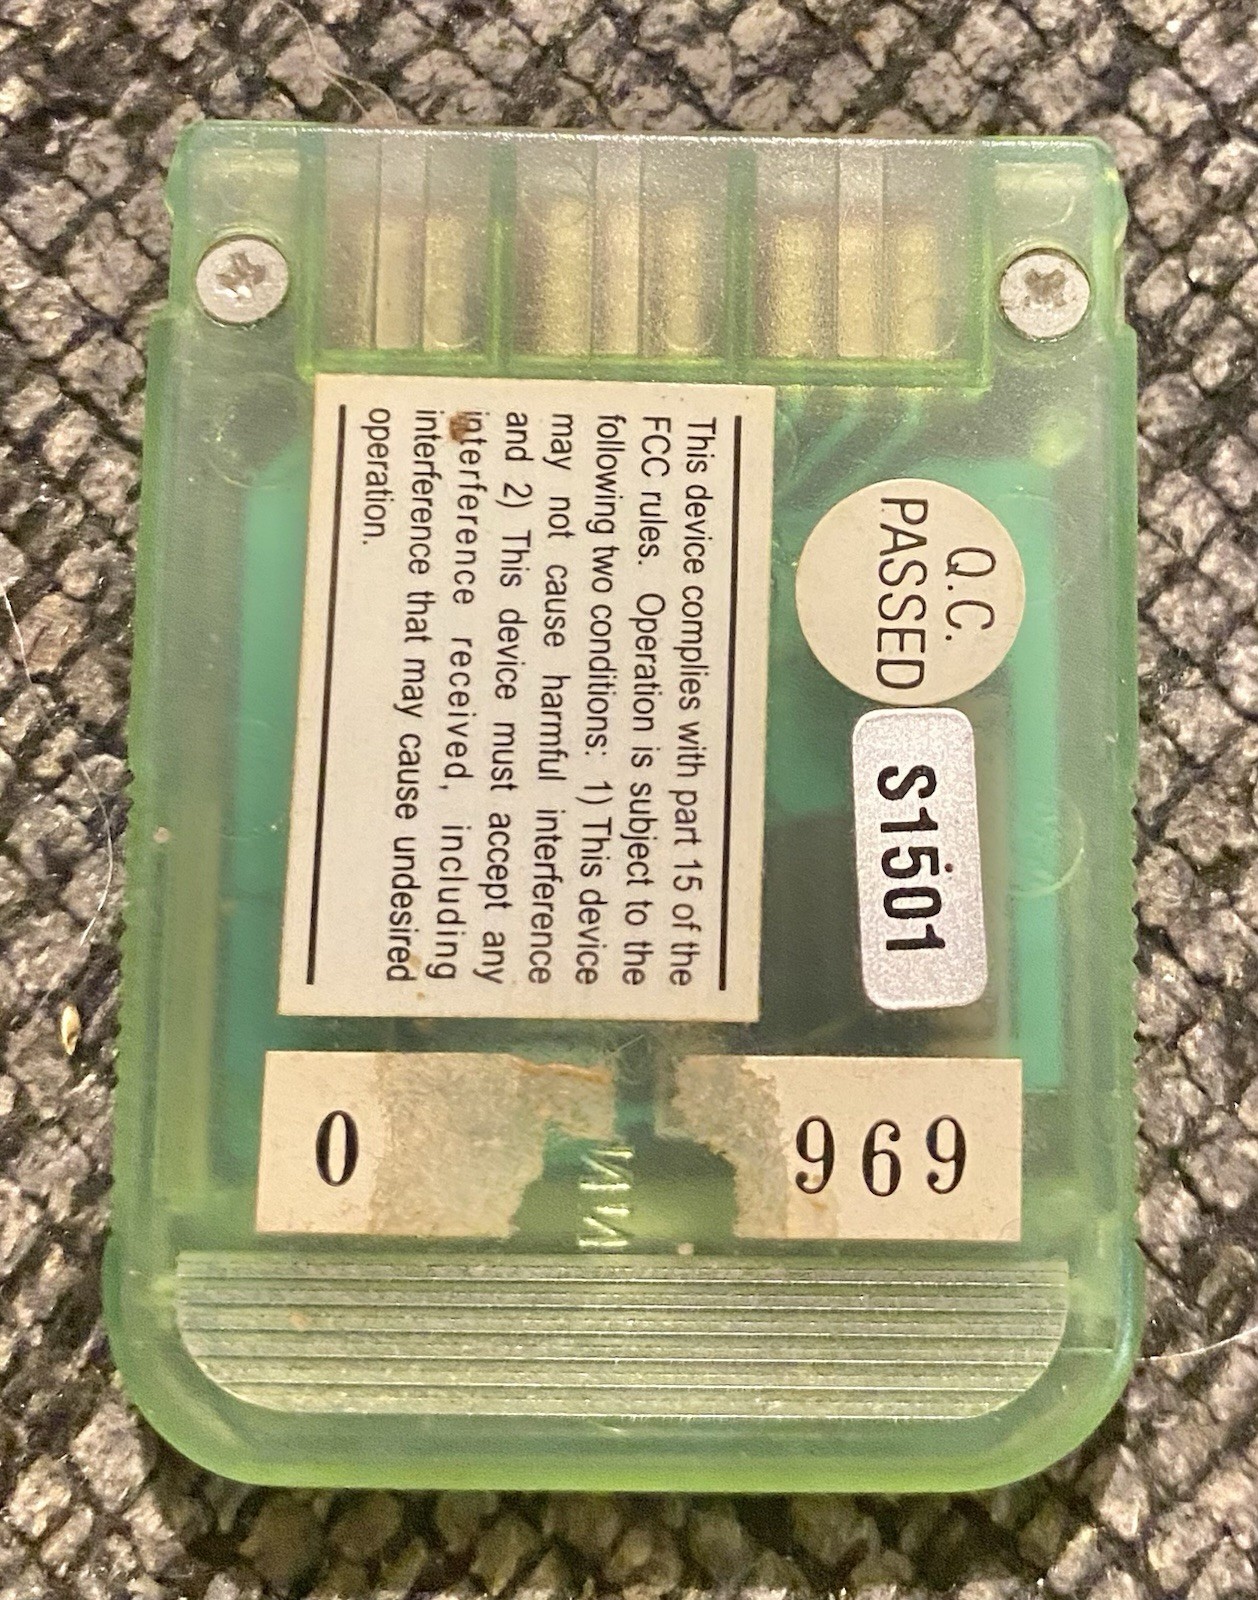 This device complies with part 15 of the
FCC rules. Operation is subject to the
following two conditions: 1) This device
may not cause harmful interference
and 2) This device must accept any
interference received, including
interference that may cause undesired
operation.
Q.C.
PASSED
S1501
0 969